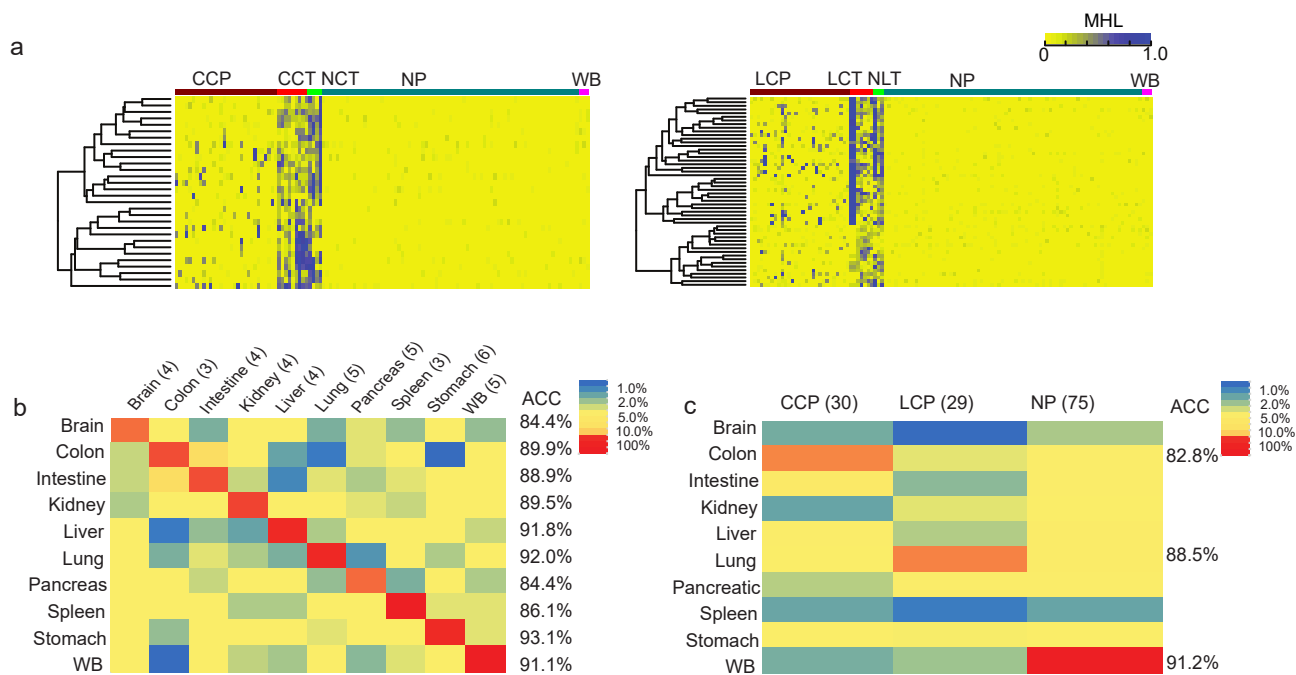 MHL
0 1.0
a
CCP CCT NCT NP WB
LCP LCT NLT NP WB
b
Brain (4)
Colon (3)
Intestine (4)
Kidney (4)
Liver (4)
Lung (5)
Pancreas (5)
Spleen (3)
Stomach (6)
WB (5)
ACC
1.0%
2.0%
5.0%
10.0%
100%
Brain 84.4%
Colon 89.9%
Intestine 88.9%
Kidney 89.5%
Liver 91.8%
Lung 92.0%
Pancreas 84.4%
Spleen 86.1%
Stomach 93.1%
WB 91.1%
c
CCP (30) LCP (29) NP (75) ACC
1.0%
2.0%
5.0%
10.0%
100%
Brain
Colon 82.8%
Intestine
Kidney
Liver
Lung 88.5%
Pancreatic
Spleen
Stomach
WB 91.2%